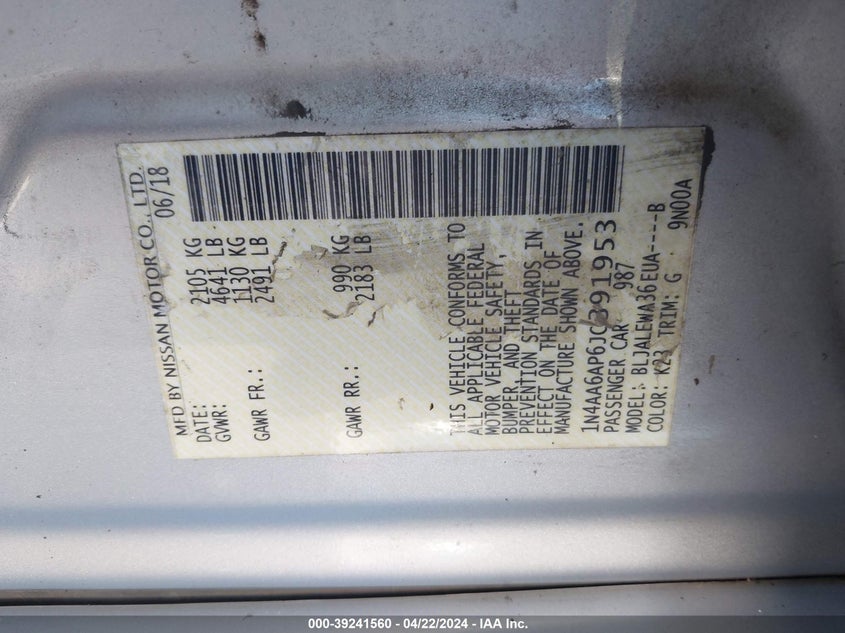 MFD BY NISSAN MOTOR CO., LTD.
DATE: 06/18
GVWR: 2105 KG
4641 LB
GAWR FR.: 1130 KG
2491 LB
GAWR RR.: 990 KG
2183 LB
THIS VEHICLE CONFORMS TO
ALL APPLICABLE FEDERAL
MOTOR VEHICLE SAFETY,
BUMPER, AND THEFT
PREVENTION STANDARDS IN
EFFECT ON THE DATE OF
MANUFACTURE SHOWN ABOVE.
1N4AA6AP6JC391953
PASSENGER CAR 987
MODEL: BLJALEWA36EUA----B
COLOR: K23 TRIM: G 9N00A
000-39241560 - 04/22/2024 - IAA Inc.